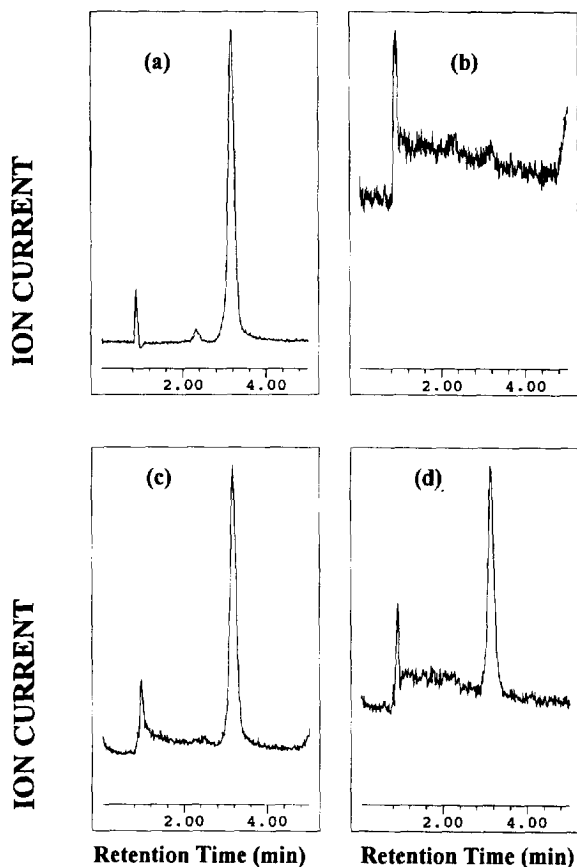 (a)
(b)
ION CURRENT
2.00 4.00
2.00 4.00
(c)
(d)
ION CURRENT
2.00 4.00
2.00 4.00
Retention Time (min)
Retention Time (min)